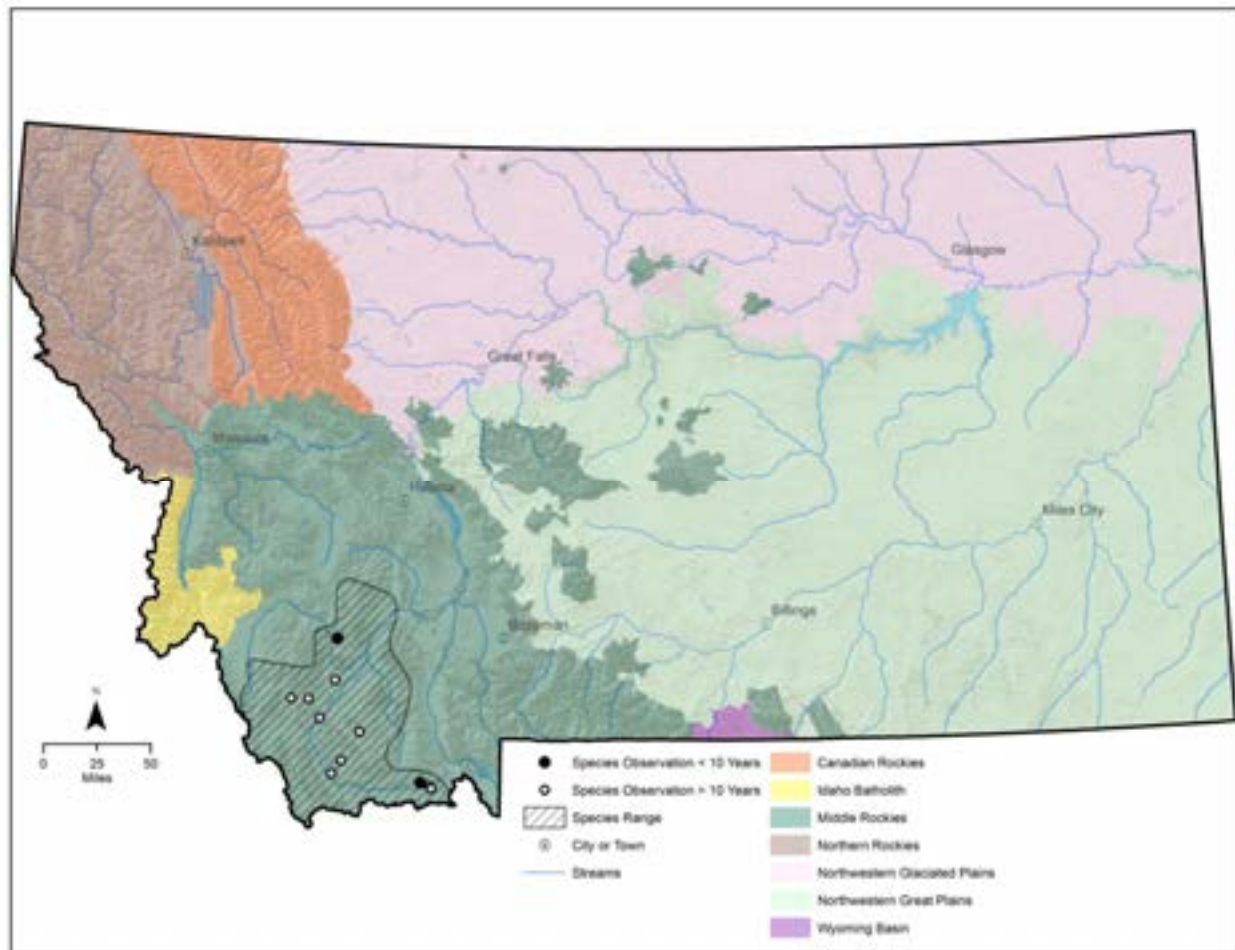 Kalispell
Glasgow
Great Falls
Missoula
Helena
Miles City
Billings
Bozeman
N
0 25 50
Miles
Species Observation < 10 Years
Species Observation > 10 Years
Species Range
City or Town
Streams
Canadian Rockies
Idaho Batholith
Middle Rockies
Northern Rockies
Northwestern Glaciated Plains
Northwestern Great Plains
Wyoming Basin